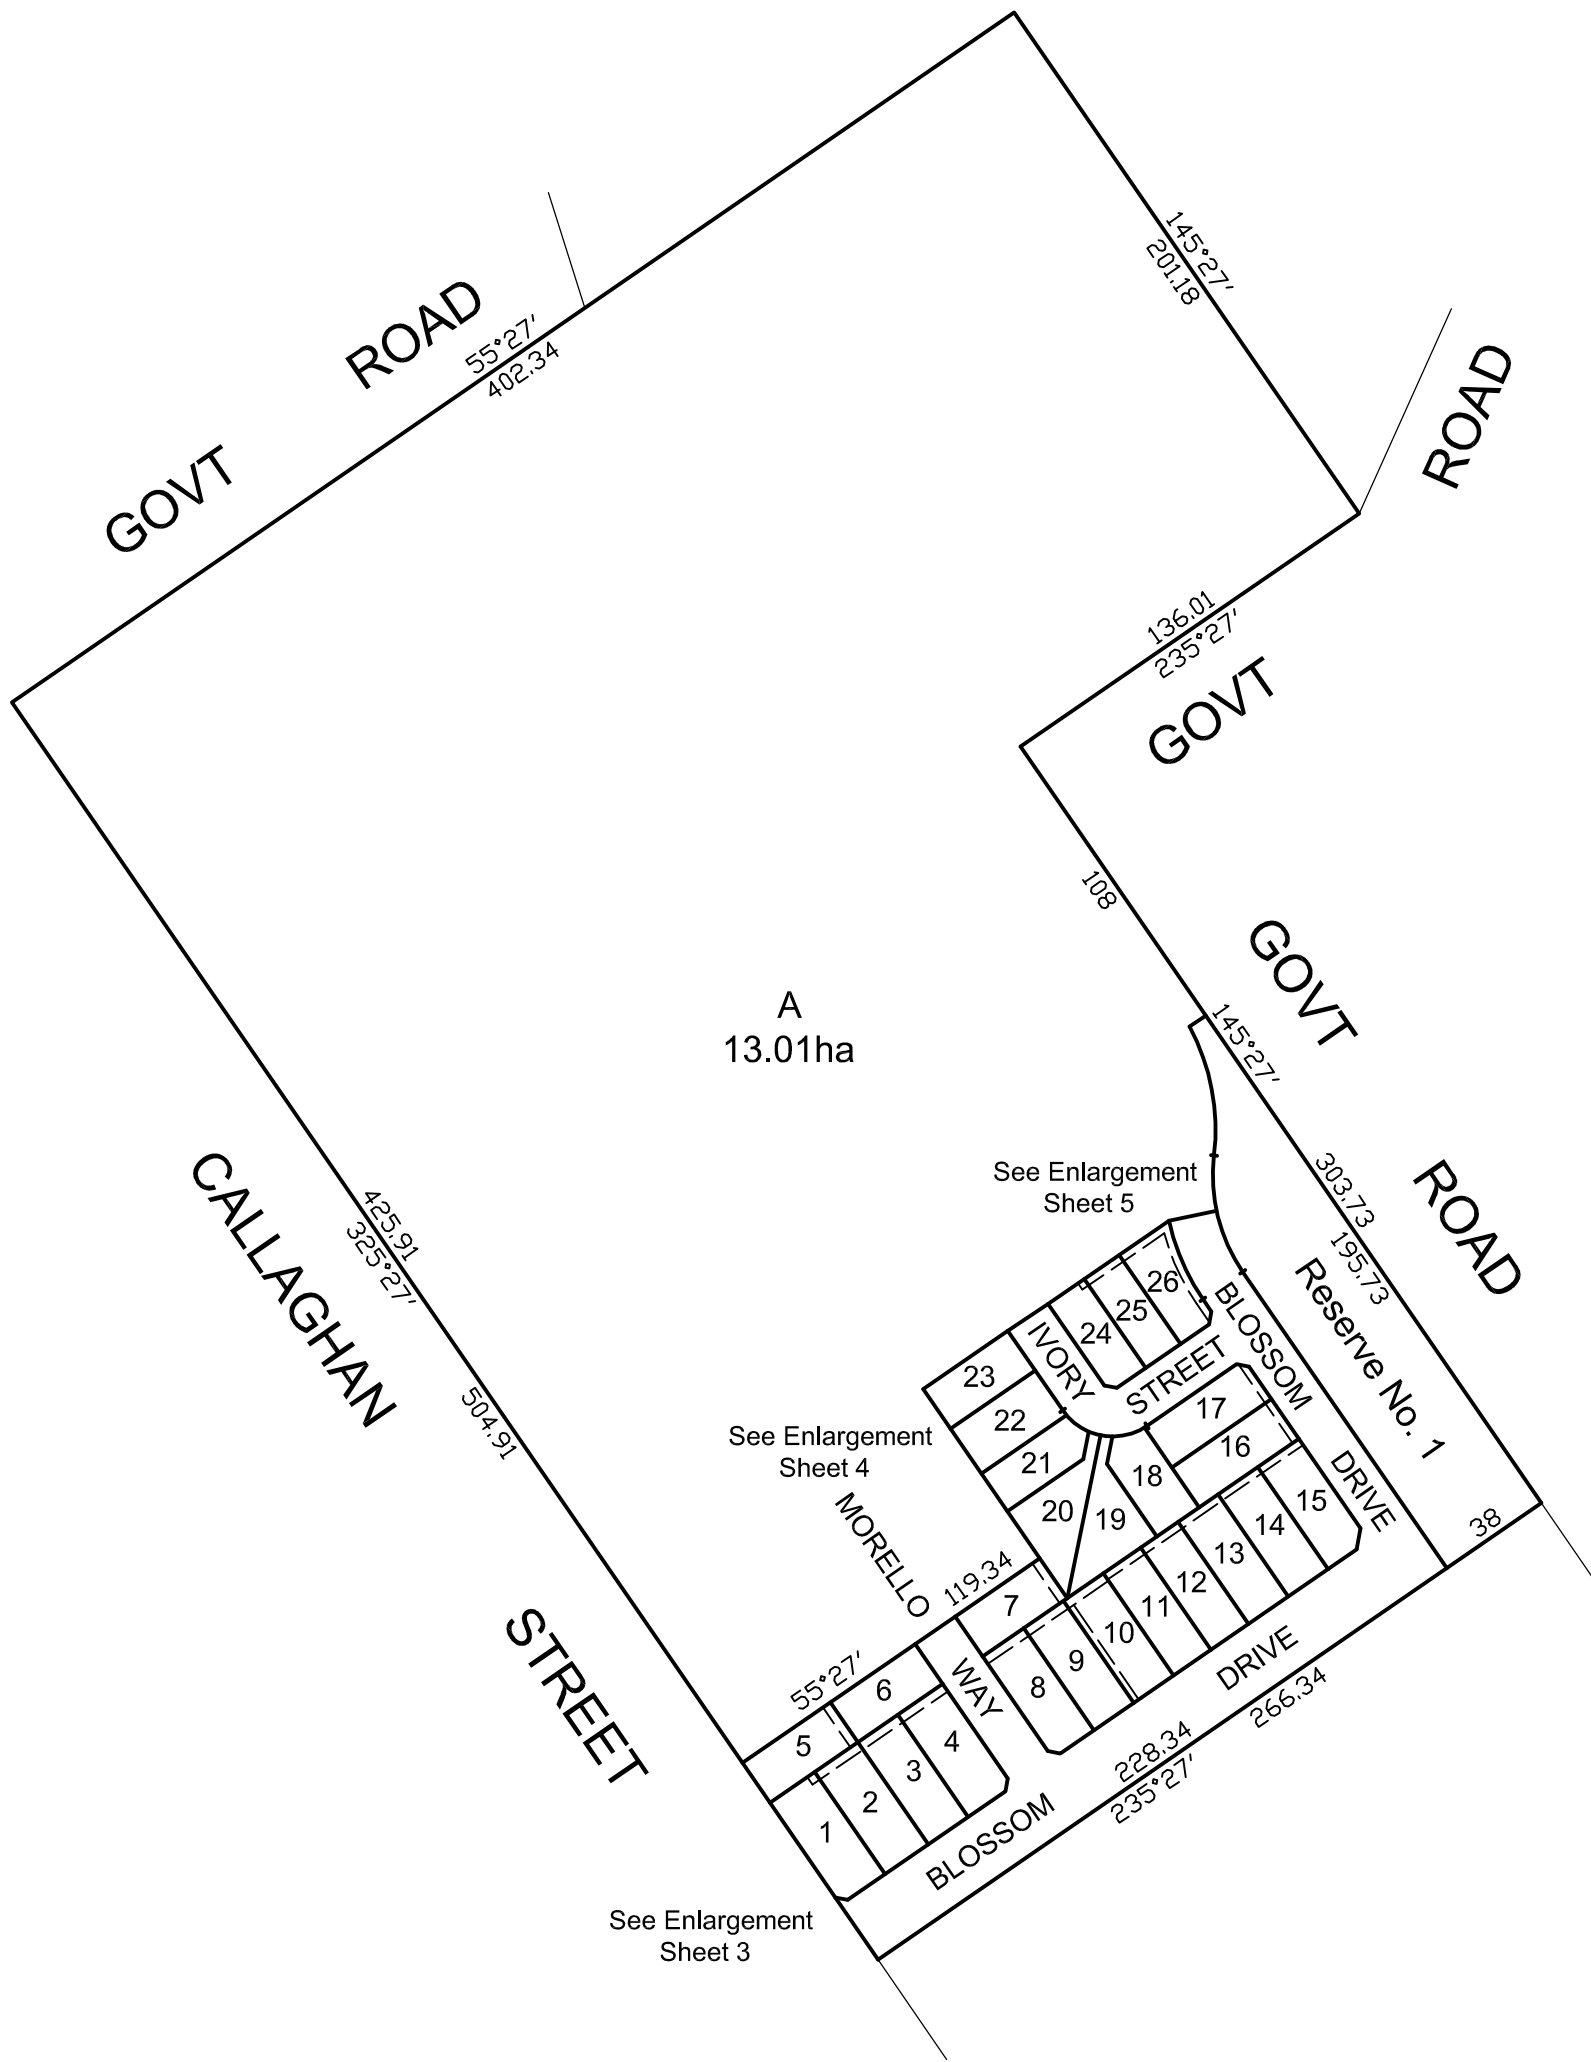 145°27′
201.18
ROAD
55°27′
402.34
GOVT
ROAD
136.01
235°27′
GOVT
108
GOVT
A
13.01ha
145°27′
See Enlargement
Sheet 5
303.73
195.73
ROAD
CALLAGHAN
425.91
325°27′
Reserve No. 1
26
25
24
IVORY
STREET
BLOSSOM
DRIVE
23
22
21
20
19
18
17
16
504.91
See Enlargement
Sheet 4
MORELLO
WAY
15
14
13
12
11
10
9
8
7
38
119.34
55°27′
STREET
6
5
4
3
2
1
DRIVE
266.34
228.34
235°27′
BLOSSOM
See Enlargement
Sheet 3